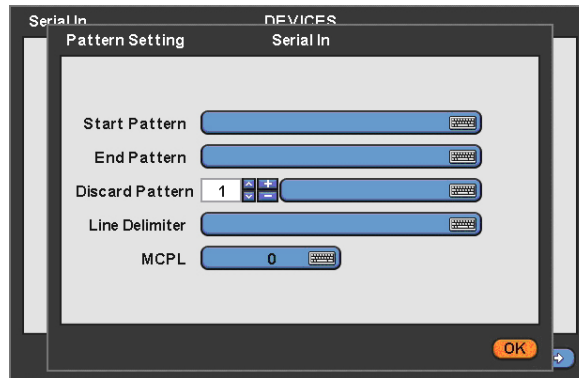 Serial In DEVICES
Pattern Setting Serial In
Start Pattern
End Pattern
Discard Pattern 1
Line Delimiter
MCPL 0
OK